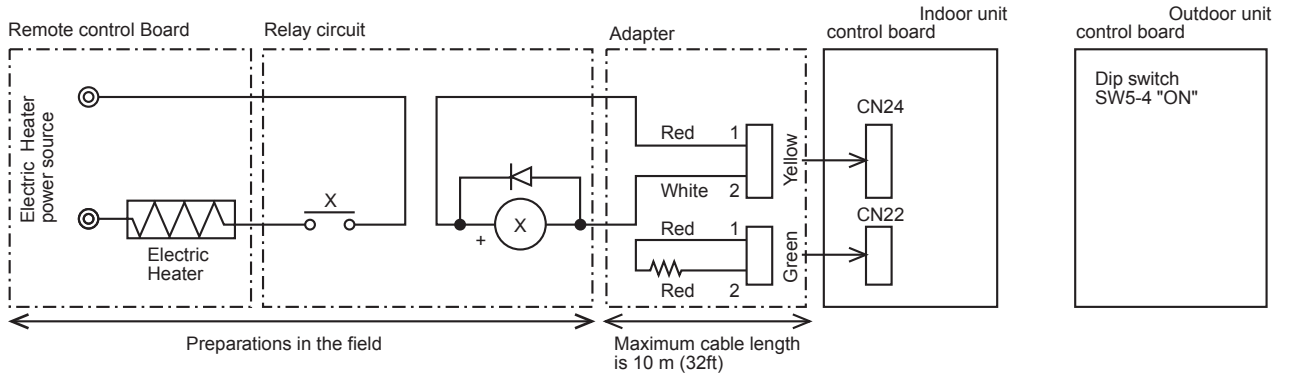 Remote control Board
Relay circuit
Adapter
Indoor unit
control board
Outdoor unit
control board
Electric Heater
power source
Electric
Heater
X
X
+
Red 1
White 2
Yellow
Red 1
Red 2
Green
CN24
CN22
Dip switch
SW5-4 "ON"
Preparations in the field
Maximum cable length
is 10 m (32ft)